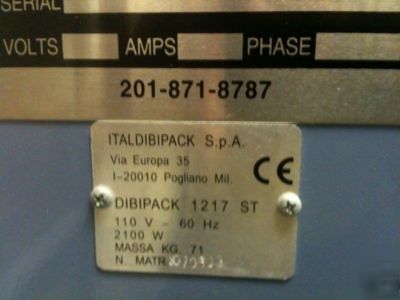 SERIAL
VOLTS AMPS PHASE
201-871-8787
ITALDIBIPACK S.p.A.
Via Europa 35
I-20010 Pogliano Mil.
CE
DIBIPACK 1217 ST
110 V - 60 Hz
2100 W
MASSA KG. 71
N. MATR.